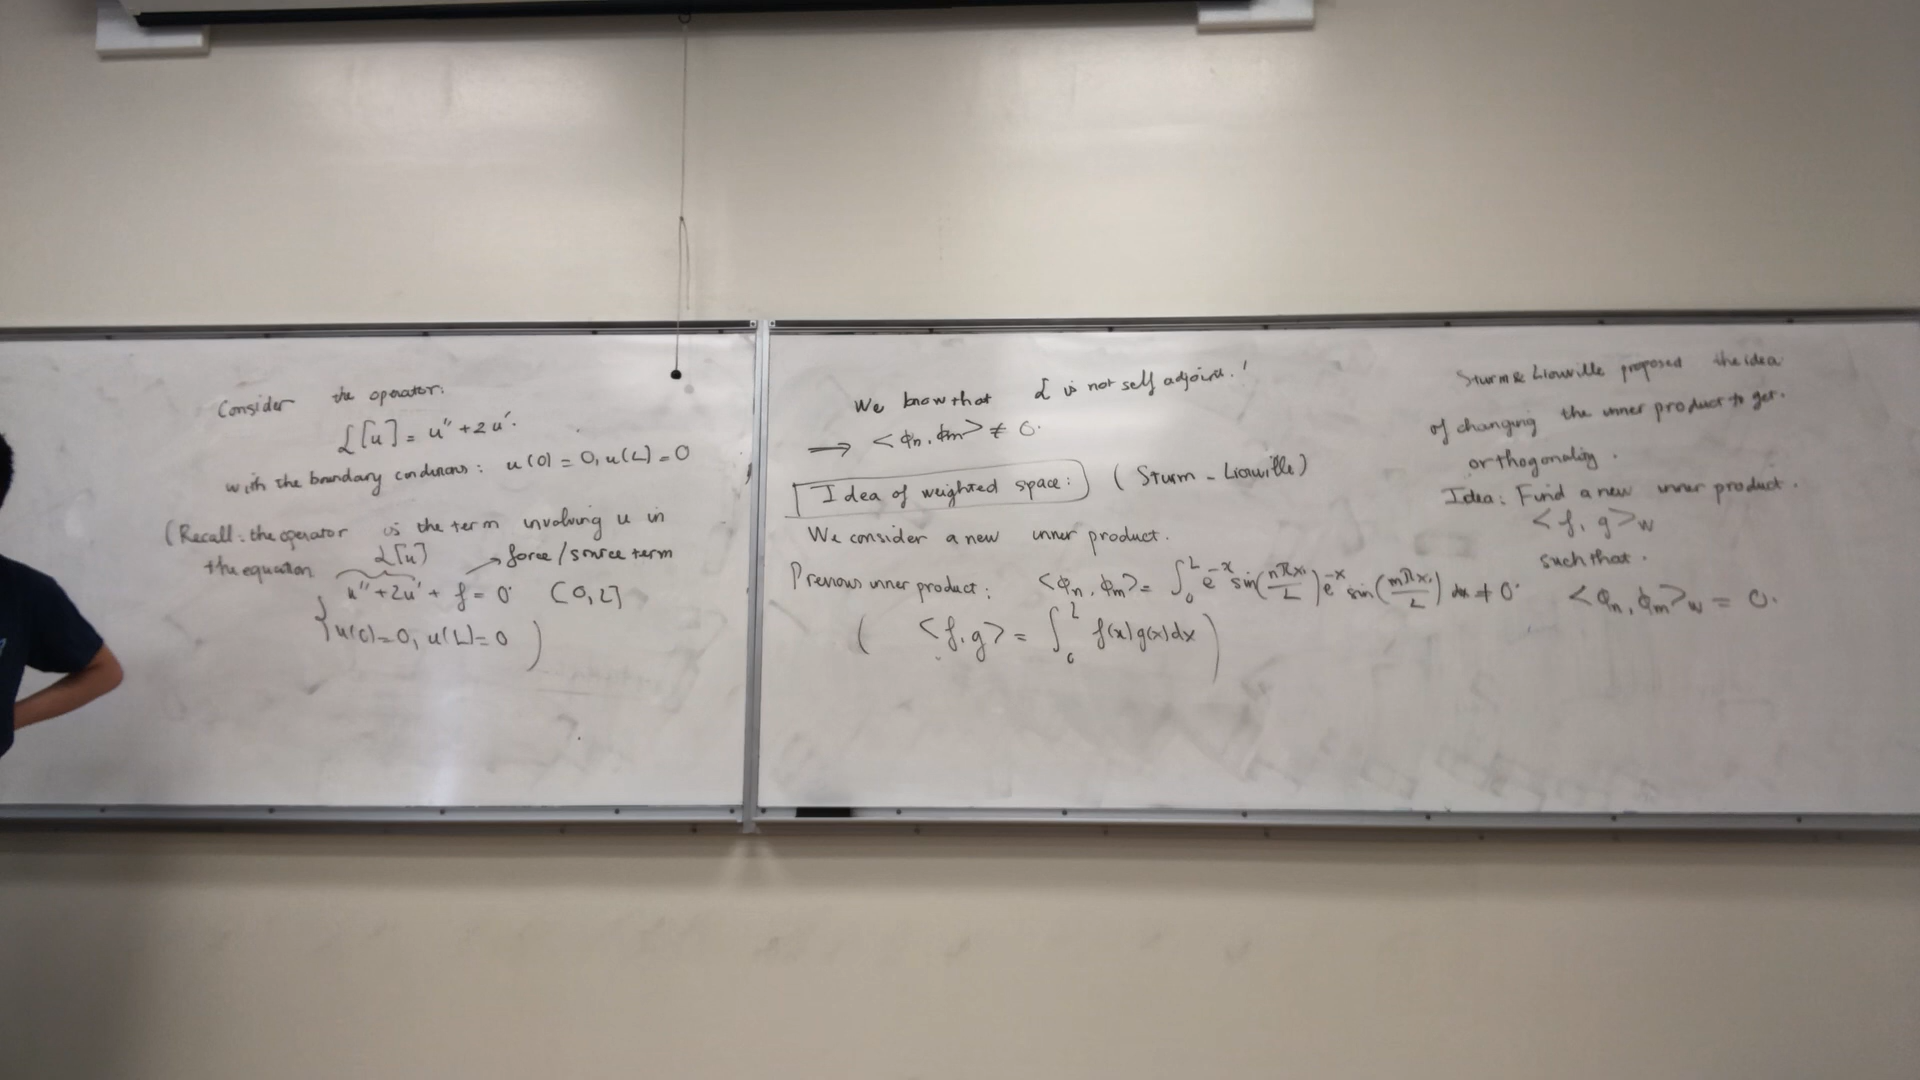 Consider the operator:
ℒ[u] = u'' + 2u'.
with the boundary conditions: u(0) = 0, u(L) = 0
(Recall: the operator is the term involving u in
the equation
ℒ[u]
→ force/source term
{ u'' + 2u' + f = 0. [0,L]
u(0) = 0, u(L) = 0 )
We know that ℒ is not self adjoint!
→ <ϕn, ϕm> ≠ 0.
Idea of weighted space: (Sturm - Liouville)
We consider a new inner product.
Previous inner product: <ϕn, ϕm> = ∫₀ᴸ e^{-x} sin(nπx/L) e^{-x} sin(mπx/L) dx ≠ 0.
( <f, g> = ∫₀ᴸ f(x)g(x)dx )
Sturm & Liouville proposed the idea
of changing the inner product to get
orthogonality.
Idea: Find a new inner product.
<f, g>w
such that.
<ϕn, ϕm>w = 0.